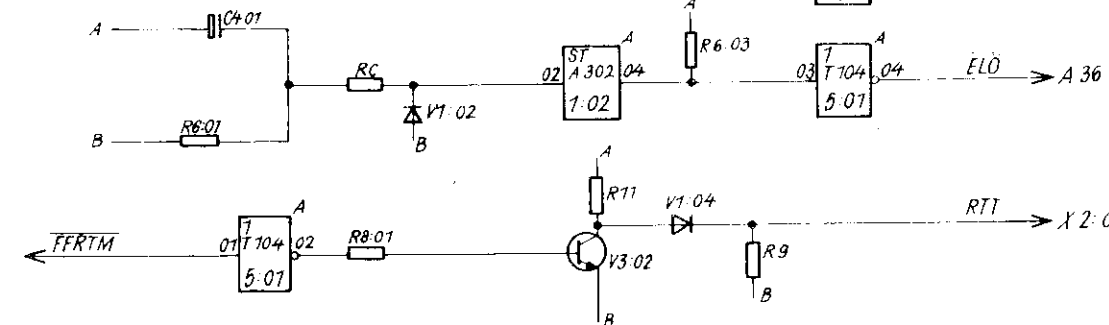 A
C4 01
RC
V1:02
B
B
R6:01
02
ST
A 302
1:02
A
04
A
R6:03
03
1
T 104
5:01
A
04
ELÖ
A 36
FFRTM
01
1
T 104
5:01
A
02
R8:01
A
R11
V3:02
B
V1:04
R9
B
RTT
X 2: